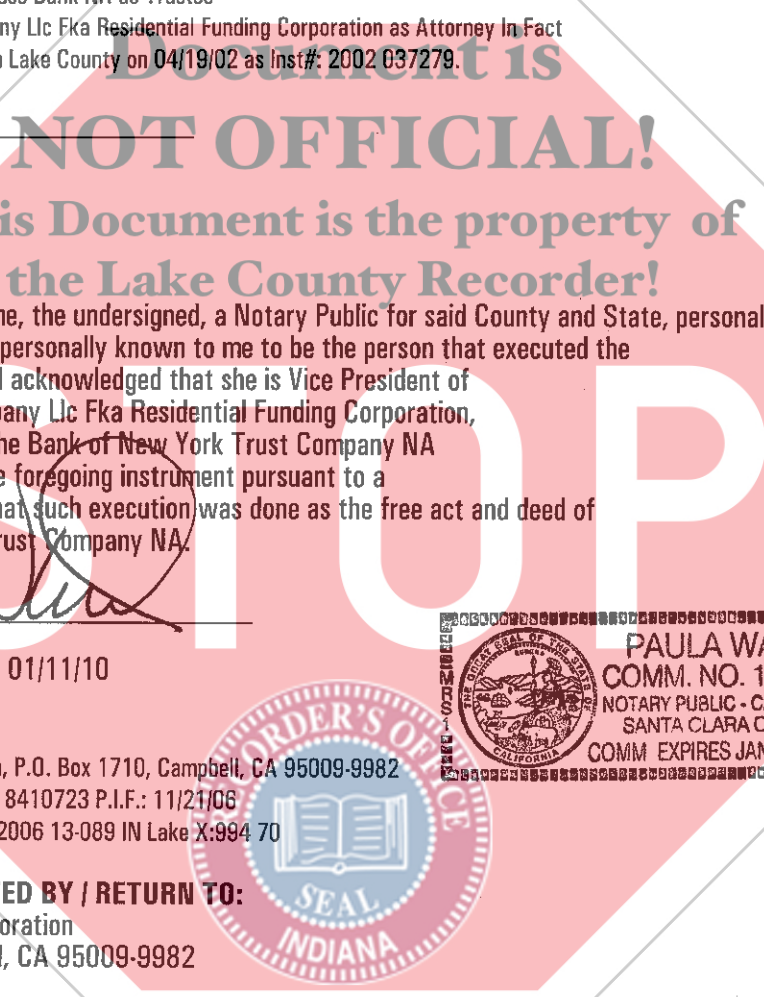 Bank NA as Trustee
ny Llc Fka Residential Funding Corporation as Attorney In Fact
Lake County on 04/19/02 as Inst#: 2002 037279.
Document is
NOT OFFICIAL!
is Document is the property of
the Lake County Recorder!
ne, the undersigned, a Notary Public for said County and State, personal
personally known to me to be the person that executed the
acknowledged that she is Vice President of
pany Llc Fka Residential Funding Corporation,
he Bank of New York Trust Company NA
e foregoing instrument pursuant to a
hat such execution was done as the free act and deed of
rust Company NA.
STOP
01/11/10
PAULA WA
COMM. NO. 1
NOTARY PUBLIC - C
SANTA CLARA C
COMM EXPIRES JAN
THE GREAT SEAL OF THE STATE OF
CALIFORNIA
, P.O. Box 1710, Campbell, CA 95009-9982
8410723 P.I.F.: 11/21/06
2006 13-089 IN Lake X:994 70
RECORDER'S OFFICE
SEAL
INDIANA
ED BY / RETURN TO:
oration
, CA 95009-9982